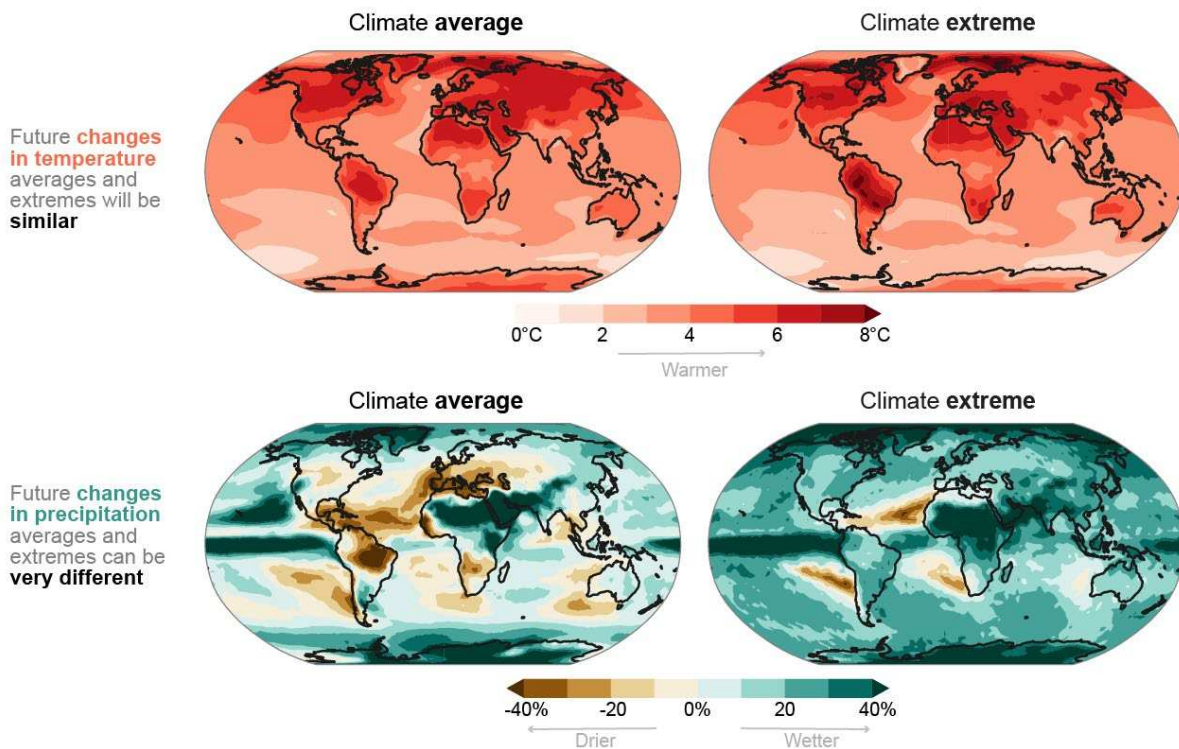 Climate average
Climate extreme
Future changes
in temperature
averages and
extremes will be
similar
0°C 2 4 6 8°C
Warmer
Climate average
Climate extreme
Future changes
in precipitation
averages and
extremes can be
very different
-40% -20 0% 20 40%
Drier Wetter